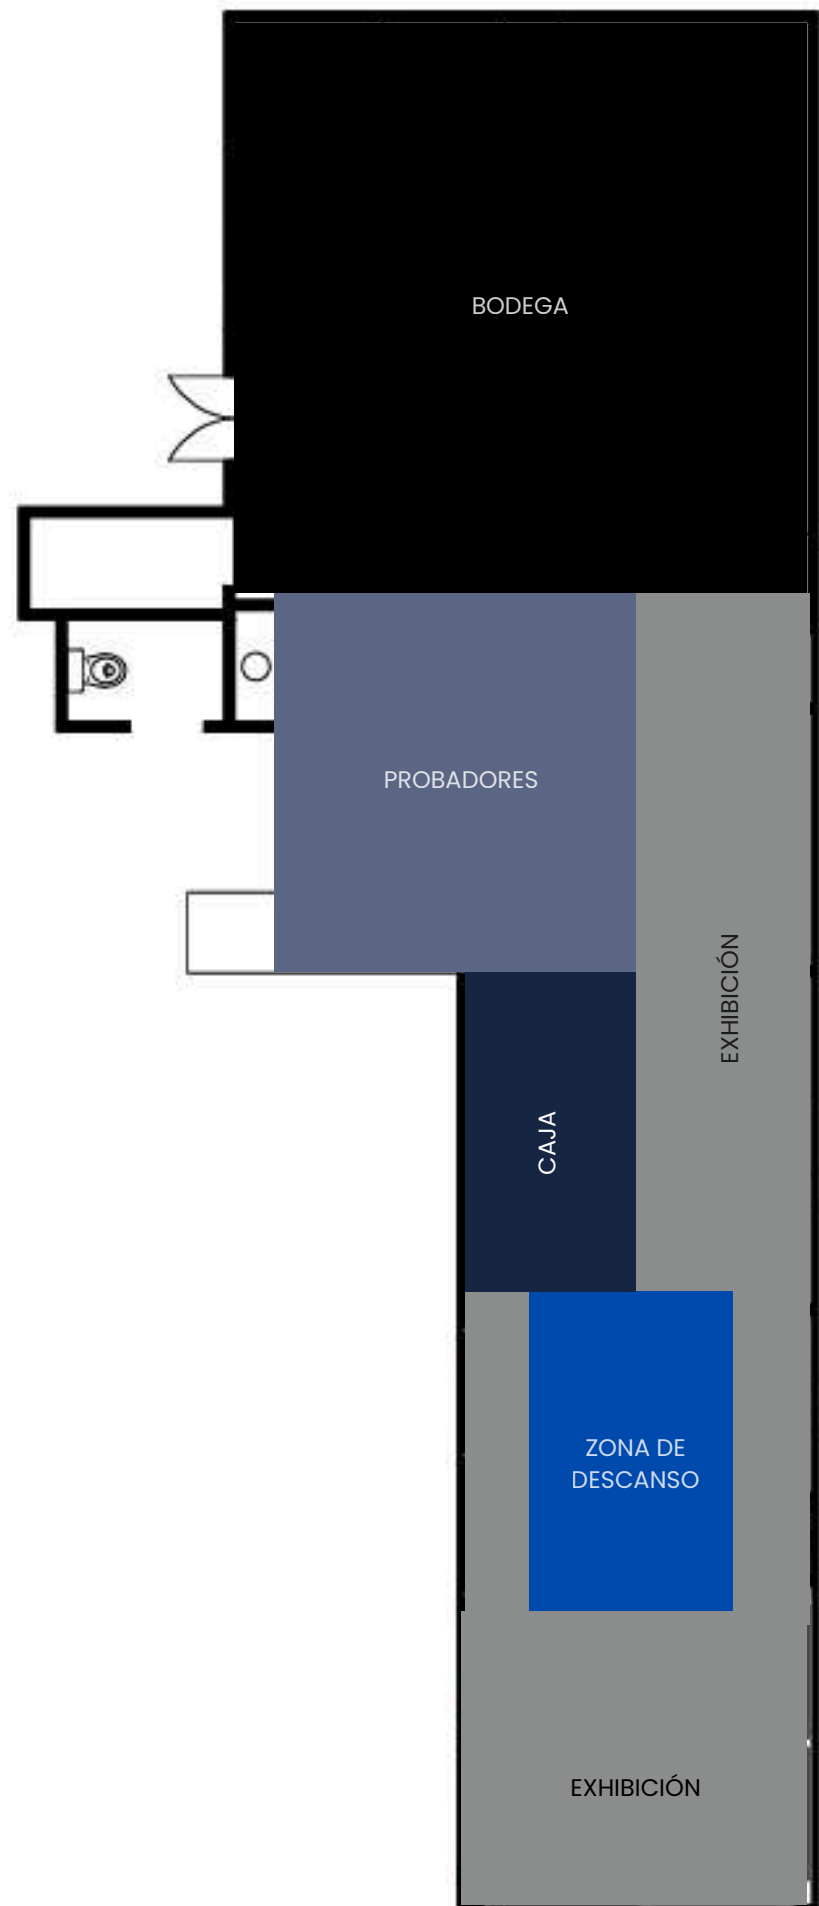 BODEGA
PROBADORES
EXHIBICIÓN
CAJA
ZONA DE
DESCANSO
EXHIBICIÓN